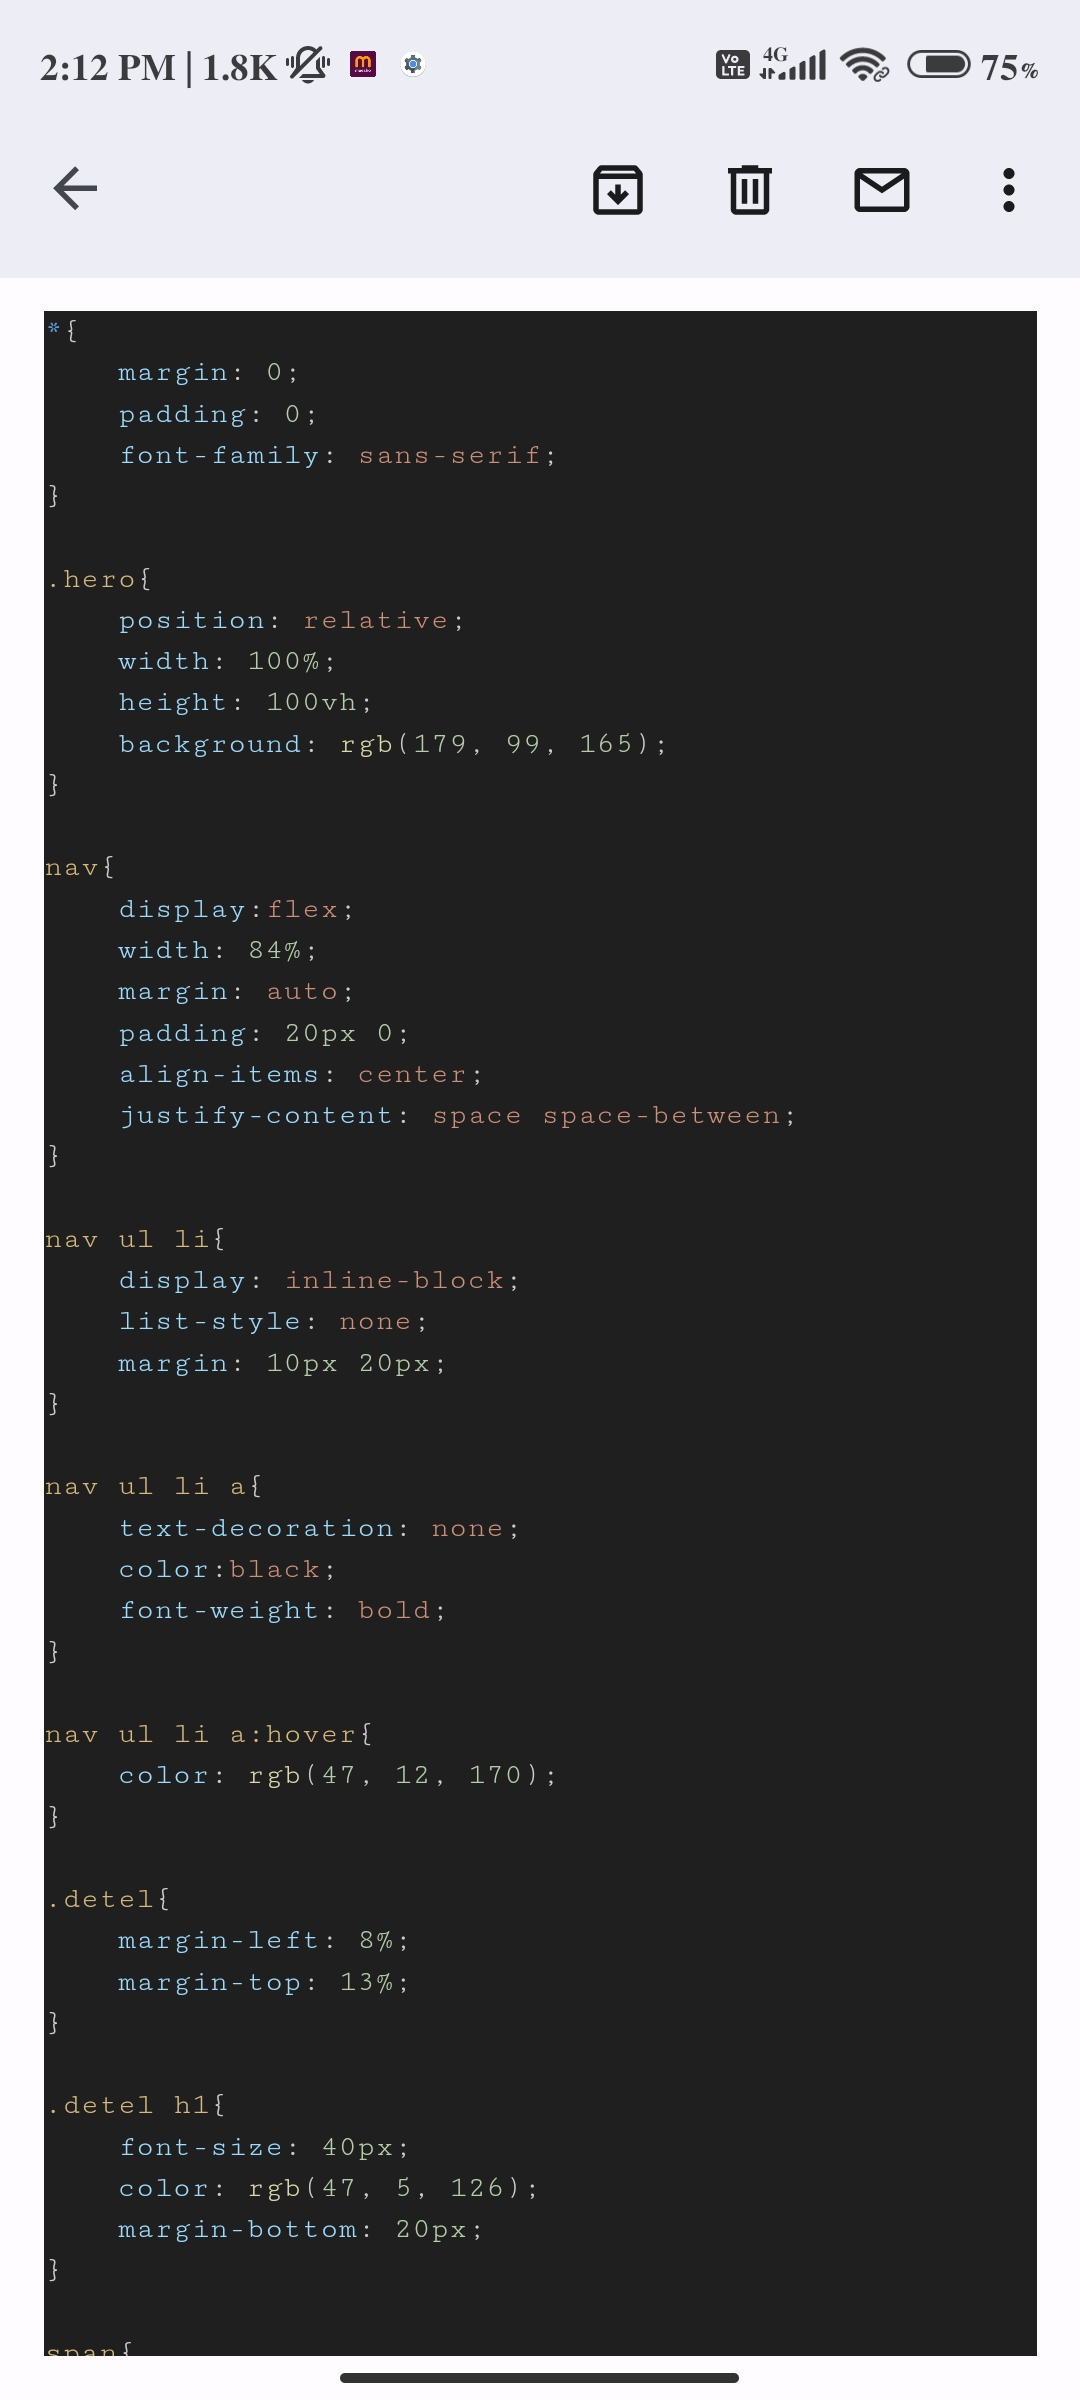 2:12 PM | 1.8K
Vo
LTE
4G
75%
*{
    margin: 0;
    padding: 0;
    font-family: sans-serif;
}
.hero{
    position: relative;
    width: 100%;
    height: 100vh;
    background: rgb(179, 99, 165);
}
nav{
    display:flex;
    width: 84%;
    margin: auto;
    padding: 20px 0;
    align-items: center;
    justify-content: space space-between;
}
nav ul li{
    display: inline-block;
    list-style: none;
    margin: 10px 20px;
}
nav ul li a{
    text-decoration: none;
    color:black;
    font-weight: bold;
}
nav ul li a:hover{
    color: rgb(47, 12, 170);
}
.detel{
    margin-left: 8%;
    margin-top: 13%;
}
.detel h1{
    font-size: 40px;
    color: rgb(47, 5, 126);
    margin-bottom: 20px;
}
span{